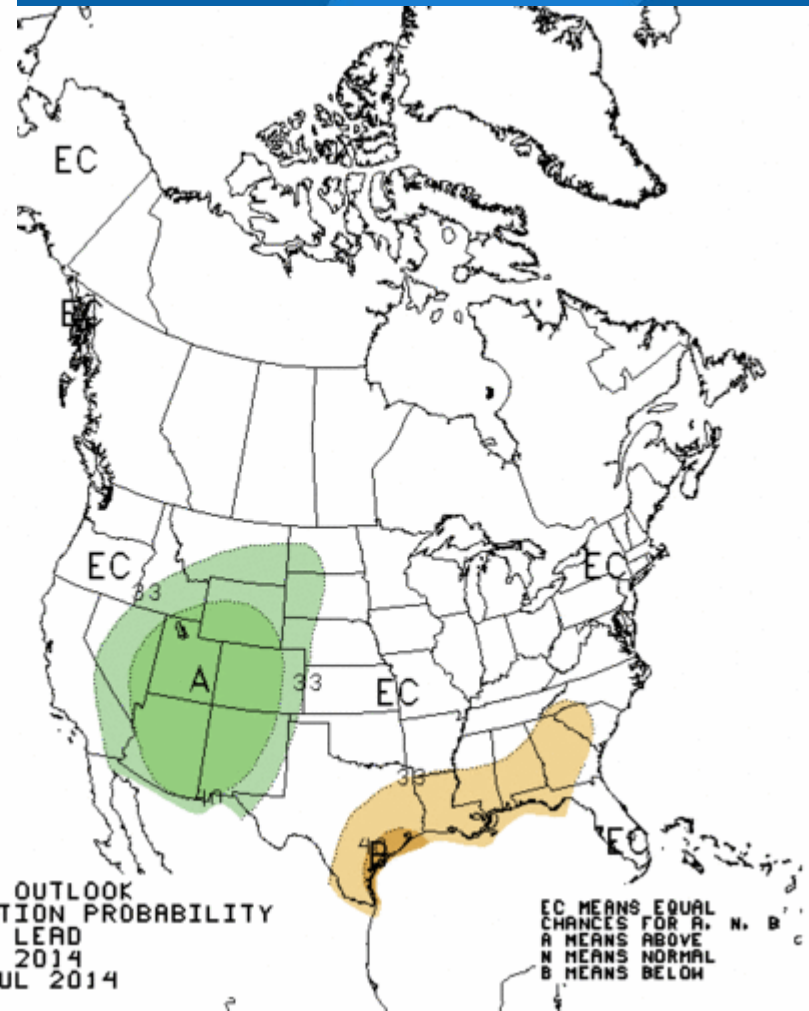 EC
EC
EC
EC
33
A
33
EC
33
40
B
EC
OUTLOOK
TION PROBABILITY
LEAD
2014
UL 2014
EC MEANS EQUAL
CHANCES FOR A, N, B
A MEANS ABOVE
N MEANS NORMAL
B MEANS BELOW